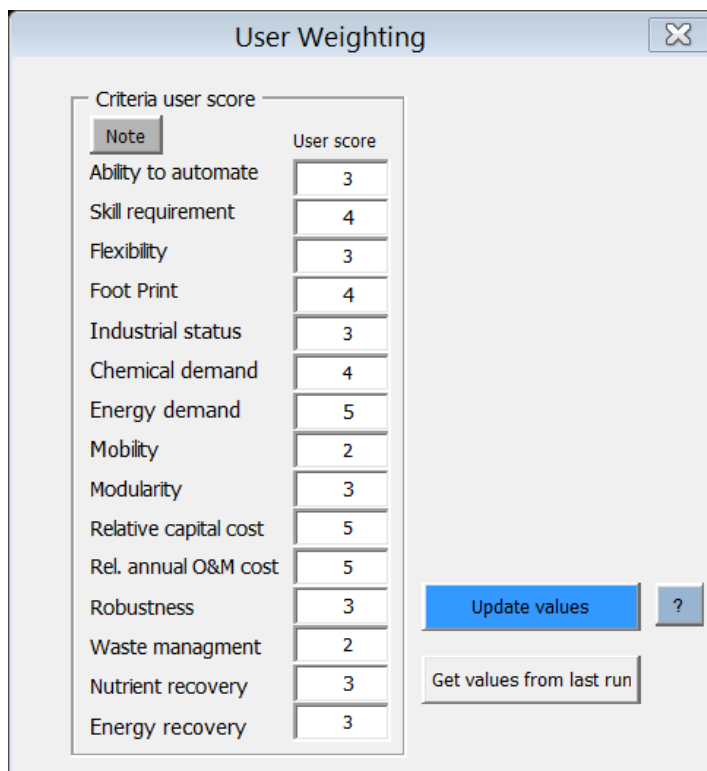 User Weighting
Criteria user score
Note
User score
Ability to automate 3
Skill requirement 4
Flexibility 3
Foot Print 4
Industrial status 3
Chemical demand 4
Energy demand 5
Mobility 2
Modularity 3
Relative capital cost 5
Rel. annual O&M cost 5
Robustness 3
Update values ?
Waste managment 2
Nutrient recovery 3
Get values from last run
Energy recovery 3